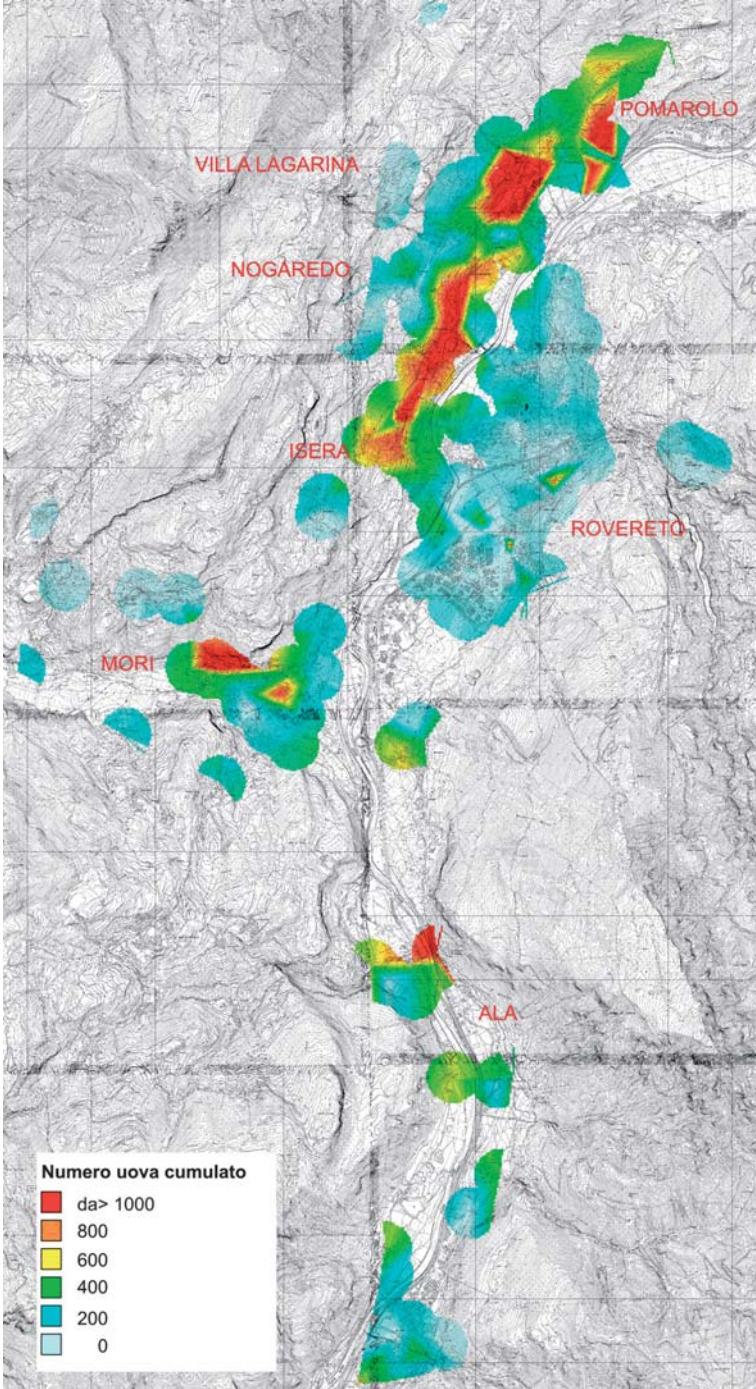 POMAROLO
VILLA LAGARINA
NOGAREDO
ISERA
ROVERETO
MORI
ALA
Numero uova cumulato
da> 1000
800
600
400
200
0